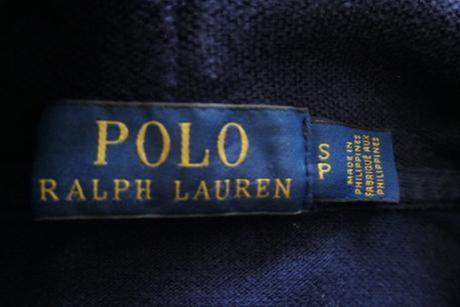 POLO
RALPH LAUREN
S
P
MADE IN
PHILIPPINES
FABRIQUÉ AUX
PHILIPPINES